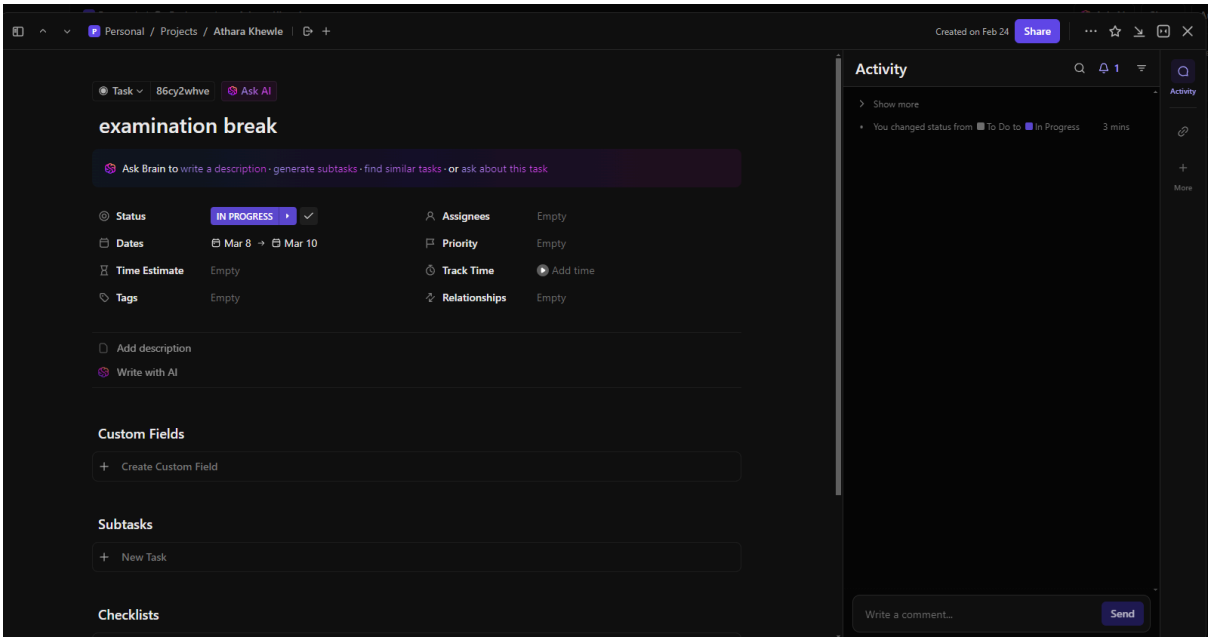 Personal / Projects / Athara Khewle
Created on Feb 24
Share
Task
86cy2whve
Ask AI
examination break
Ask Brain to write a description · generate subtasks · find similar tasks · or ask about this task
Status
IN PROGRESS
Assignees
Empty
Dates
Mar 8 → Mar 10
Priority
Empty
Time Estimate
Empty
Track Time
Add time
Tags
Empty
Relationships
Empty
Add description
Write with AI
Custom Fields
+ Create Custom Field
Subtasks
+ New Task
Checklists
Activity
1
Show more
• You changed status from To Do to In Progress
3 mins
Write a comment...
Send
Activity
More